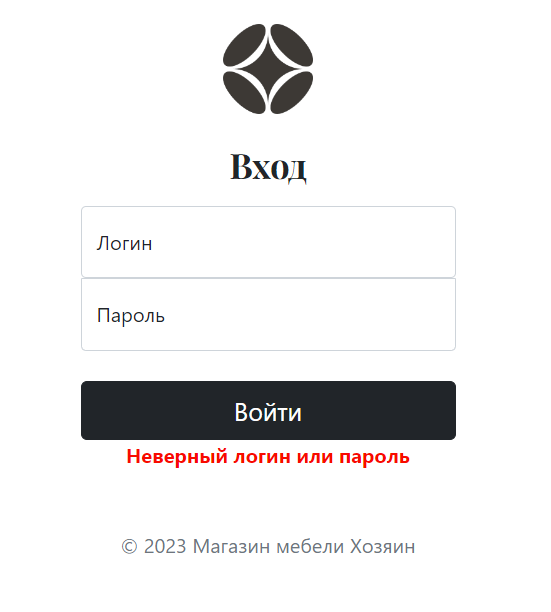 Вход
Логин
Пароль
Войти
Неверный логин или пароль
© 2023 Магазин мебели Хозяин